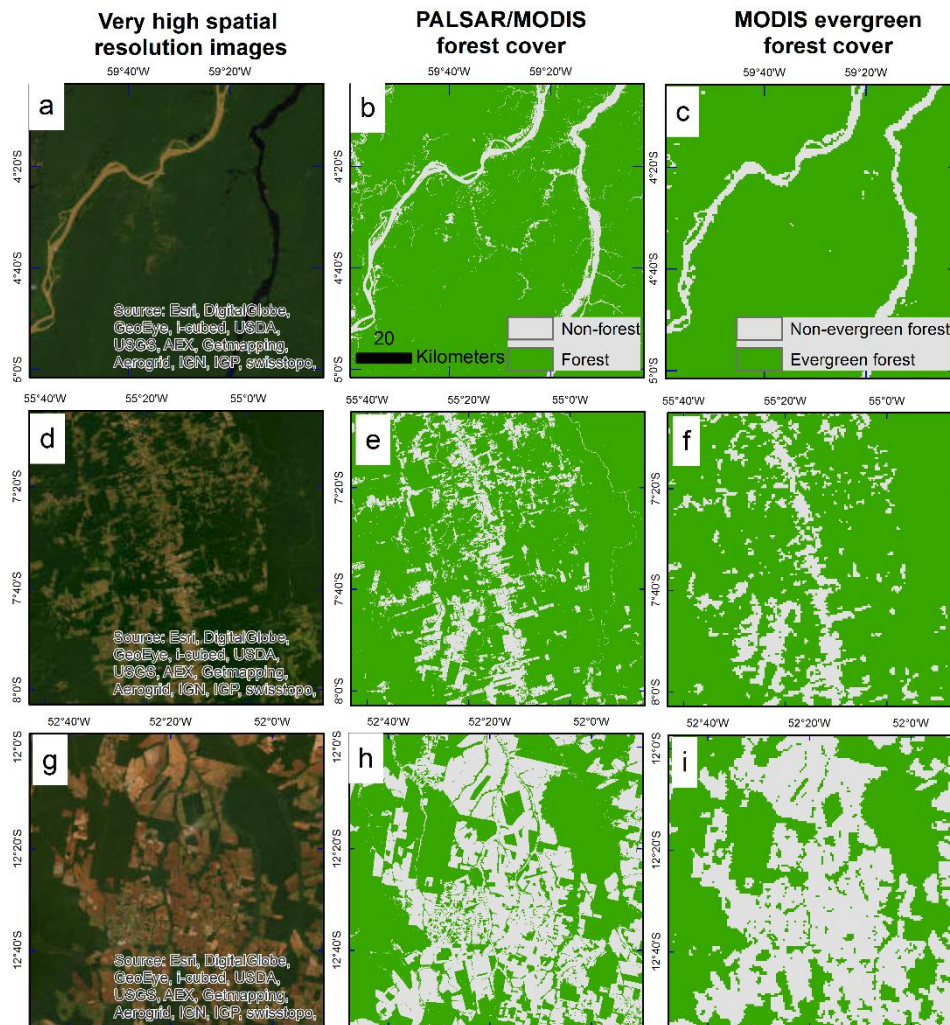 Very high spatial
resolution images
PALSAR/MODIS
forest cover
MODIS evergreen
forest cover
59°40'W 59°20'W
59°40'W 59°20'W
59°40'W 59°20'W
a
b
c
4°20'S
4°40'S
5°0'S
4°20'S
4°40'S
5°0'S
4°20'S
4°40'S
5°0'S
Source: Esri, DigitalGlobe,
GeoEye, i-cubed, USDA,
USGS, AEX, Getmapping,
Aerogrid, IGN, IGP, swisstopo,
20
Kilometers
Non-forest
Forest
Non-evergreen forest
Evergreen forest
55°40'W 55°20'W 55°0'W
55°40'W 55°20'W 55°0'W
55°40'W 55°20'W 55°0'W
d
e
f
7°20'S
7°40'S
8°0'S
7°20'S
7°40'S
8°0'S
7°20'S
7°40'S
8°0'S
Source: Esri, DigitalGlobe,
GeoEye, i-cubed, USDA,
USGS, AEX, Getmapping,
Aerogrid, IGN, IGP, swisstopo,
52°40'W 52°20'W 52°0'W
52°40'W 52°20'W 52°0'W
52°40'W 52°20'W 52°0'W
g
h
i
12°0'S
12°20'S
12°40'S
12°0'S
12°20'S
12°40'S
12°0'S
12°20'S
12°40'S
Source: Esri, DigitalGlobe,
GeoEye, i-cubed, USDA,
USGS, AEX, Getmapping,
Aerogrid, IGN, IGP, swisstopo,